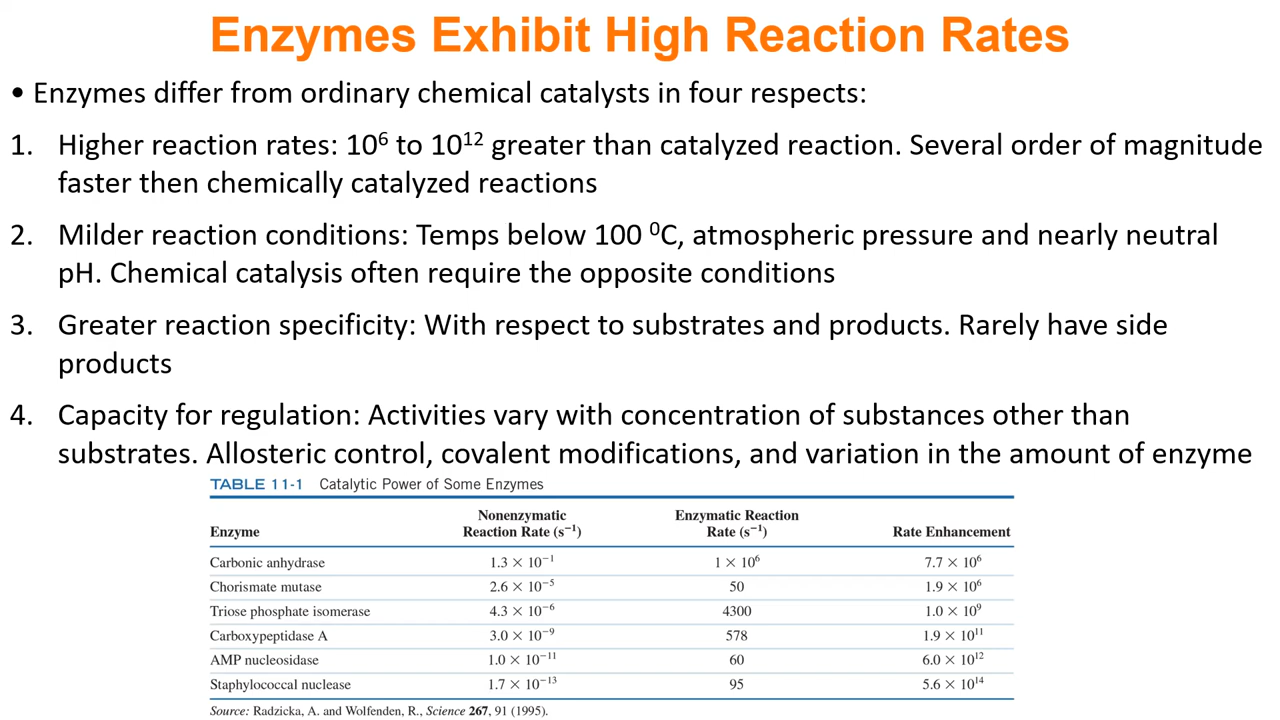 Enzymes Exhibit High Reaction Rates
• Enzymes differ from ordinary chemical catalysts in four respects:
1. Higher reaction rates: 10⁶ to 10¹² greater than catalyzed reaction. Several order of magnitude
faster then chemically catalyzed reactions
2. Milder reaction conditions: Temps below 100 ⁰C, atmospheric pressure and nearly neutral
pH. Chemical catalysis often require the opposite conditions
3. Greater reaction specificity: With respect to substrates and products. Rarely have side
products
4. Capacity for regulation: Activities vary with concentration of substances other than
substrates. Allosteric control, covalent modifications, and variation in the amount of enzyme
TABLE 11-1 Catalytic Power of Some Enzymes
Nonenzymatic Enzymatic Reaction
Enzyme Reaction Rate (s⁻¹) Rate (s⁻¹) Rate Enhancement
Carbonic anhydrase 1.3 × 10⁻¹ 1 × 10⁶ 7.7 × 10⁶
Chorismate mutase 2.6 × 10⁻⁵ 50 1.9 × 10⁶
Triose phosphate isomerase 4.3 × 10⁻⁶ 4300 1.0 × 10⁹
Carboxypeptidase A 3.0 × 10⁻⁹ 578 1.9 × 10¹¹
AMP nucleosidase 1.0 × 10⁻¹¹ 60 6.0 × 10¹²
Staphylococcal nuclease 1.7 × 10⁻¹³ 95 5.6 × 10¹⁴
Source: Radzicka, A. and Wolfenden, R., Science 267, 91 (1995).